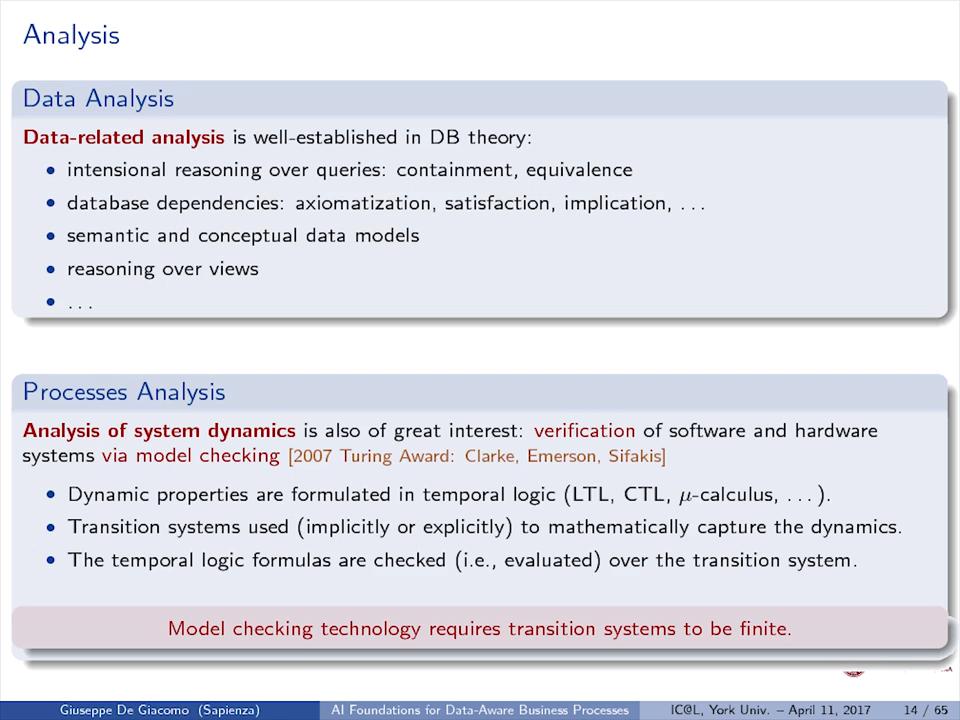 Analysis
Data Analysis
Data-related analysis is well-established in DB theory:
• intensional reasoning over queries: containment, equivalence
• database dependencies: axiomatization, satisfaction, implication, . . .
• semantic and conceptual data models
• reasoning over views
• . . .
Processes Analysis
Analysis of system dynamics is also of great interest: verification of software and hardware
systems via model checking [2007 Turing Award: Clarke, Emerson, Sifakis]
• Dynamic properties are formulated in temporal logic (LTL, CTL, μ-calculus, . . . ).
• Transition systems used (implicitly or explicitly) to mathematically capture the dynamics.
• The temporal logic formulas are checked (i.e., evaluated) over the transition system.
Model checking technology requires transition systems to be finite.
Giuseppe De Giacomo (Sapienza) AI Foundations for Data-Aware Business Processes IC@L, York Univ. – April 11, 2017 14 / 65